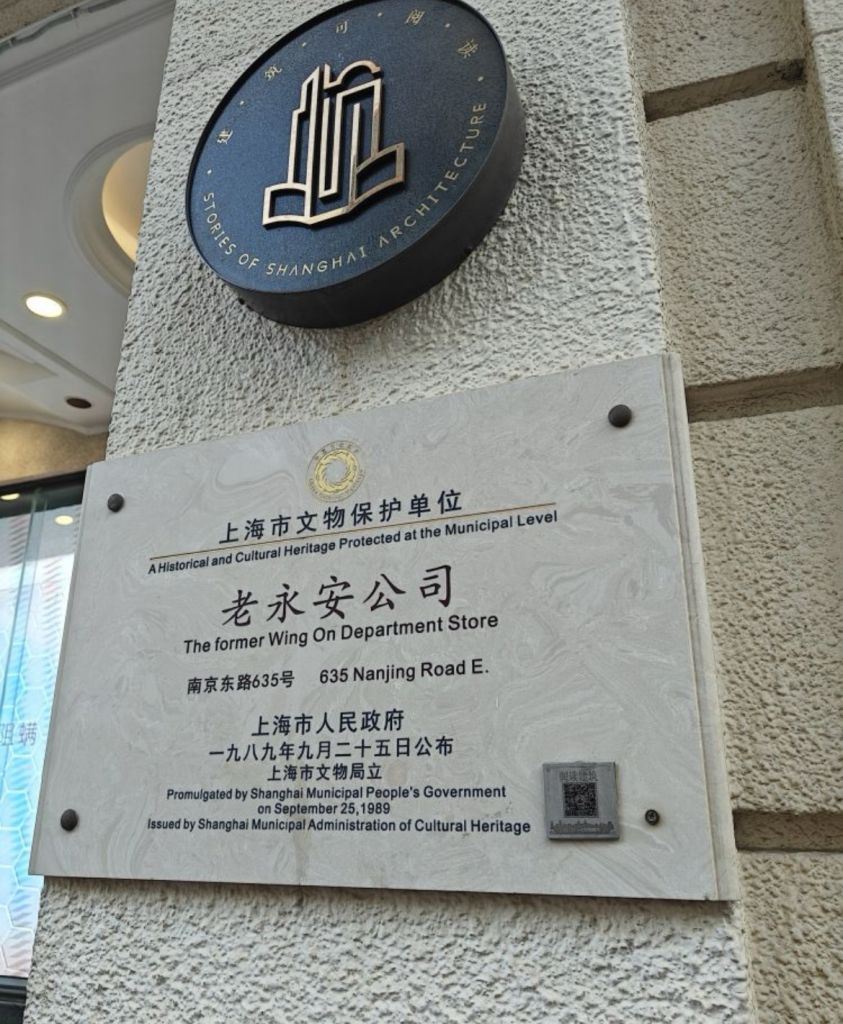 建·筑·可·阅·读
STORIES OF SHANGHAI ARCHITECTURE
上海市文物保护单位
A Historical and Cultural Heritage Protected at the Municipal Level
老永安公司
The former Wing On Department Store
南京东路635号 635 Nanjing Road E.
上海市人民政府
一九八九年九月二十五日公布
上海市文物局立
Promulgated by Shanghai Municipal People's Government
on September 25,1989
Issued by Shanghai Municipal Administration of Cultural Heritage
阅读建筑